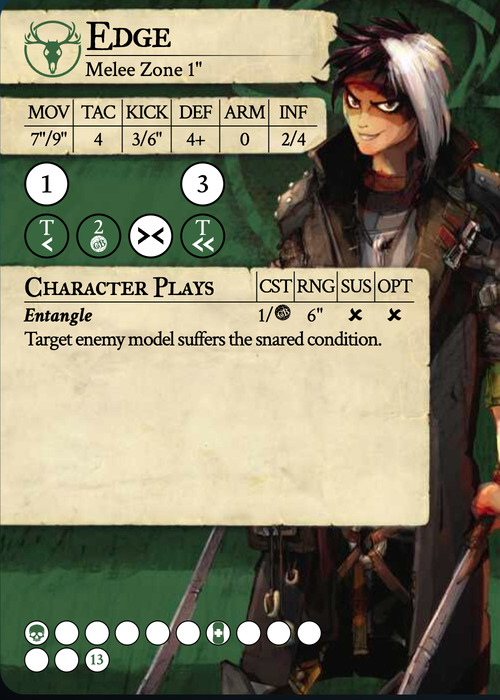 Edge
Melee Zone 1"
MOV TAC KICK DEF ARM INF
7"/9" 4 3/6" 4+ 0 2/4
1 3
T 2 T
GB
Character Plays CST RNG SUS OPT
Entangle 1/GB 6" ✘ ✘
Target enemy model suffers the snared condition.
13